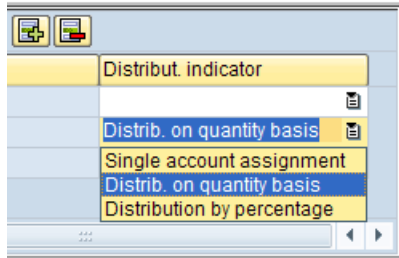 Distribut. indicator
Distrib. on quantity basis
Single account assignment
Distrib. on quantity basis
Distribution by percentage